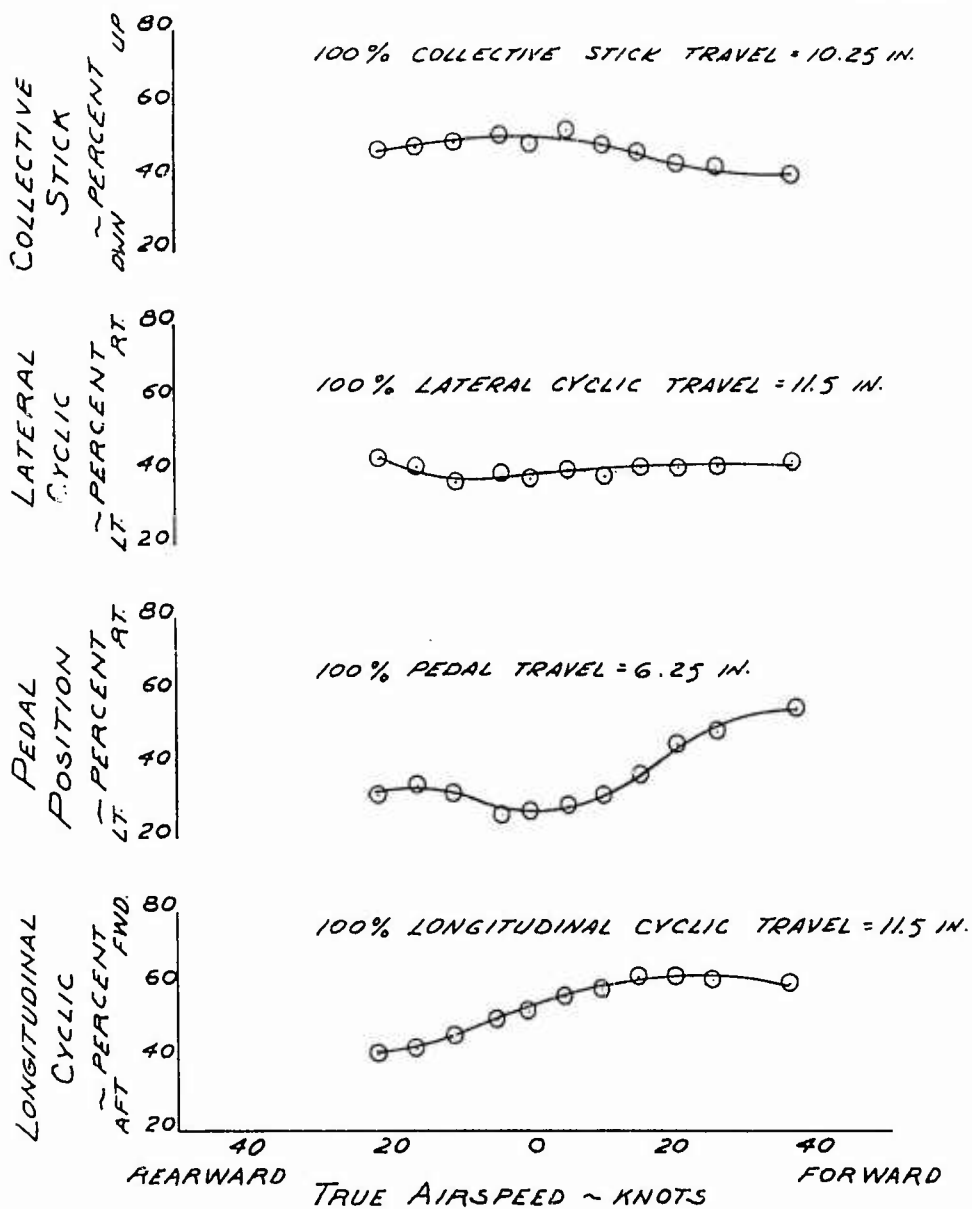 COLLECTIVE
STICK
~ PERCENT
DWN UP
80
60
40
20
100% COLLECTIVE STICK TRAVEL = 10.25 IN.
LATERAL
CYCLIC
~ PERCENT
LT. RT.
80
60
40
20
100% LATERAL CYCLIC TRAVEL = 11.5 IN.
PEDAL
POSITION
~ PERCENT
LT. RT.
80
60
40
20
100% PEDAL TRAVEL = 6.25 IN.
LONGITUDINAL
CYCLIC
~ PERCENT
AFT FWD.
80
60
40
20
100% LONGITUDINAL CYCLIC TRAVEL = 11.5 IN.
40 20 0 20 40
REARWARD FORWARD
TRUE AIRSPEED ~ KNOTS